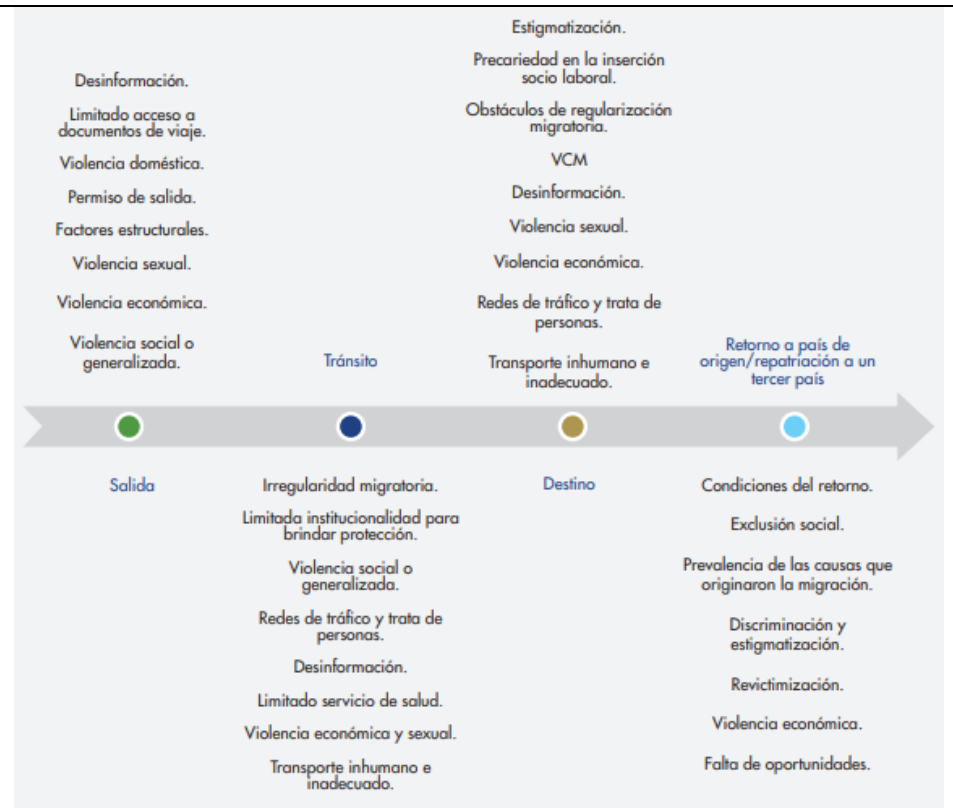 Desinformación.
Limitado acceso a
documentos de viaje.
Violencia doméstica.
Permiso de salida.
Factores estructurales.
Violencia sexual.
Violencia económica.
Violencia social o
generalizada.
Salida
Tránsito
Irregularidad migratoria.
Limitada institucionalidad para
brindar protección.
Violencia social o
generalizada.
Redes de tráfico y trata de
personas.
Desinformación.
Limitado servicio de salud.
Violencia económica y sexual.
Transporte inhumano e
inadecuado.
Estigmatización.
Precariedad en la inserción
socio laboral.
Obstáculos de regularización
migratoria.
VCM
Desinformación.
Violencia sexual.
Violencia económica.
Redes de tráfico y trata de
personas.
Transporte inhumano e
inadecuado.
Destino
Retorno a país de
origen/repatriación a un
tercer país
Condiciones del retorno.
Exclusión social.
Prevalencia de las causas que
originaron la migración.
Discriminación y
estigmatización.
Revictimización.
Violencia económica.
Falta de oportunidades.